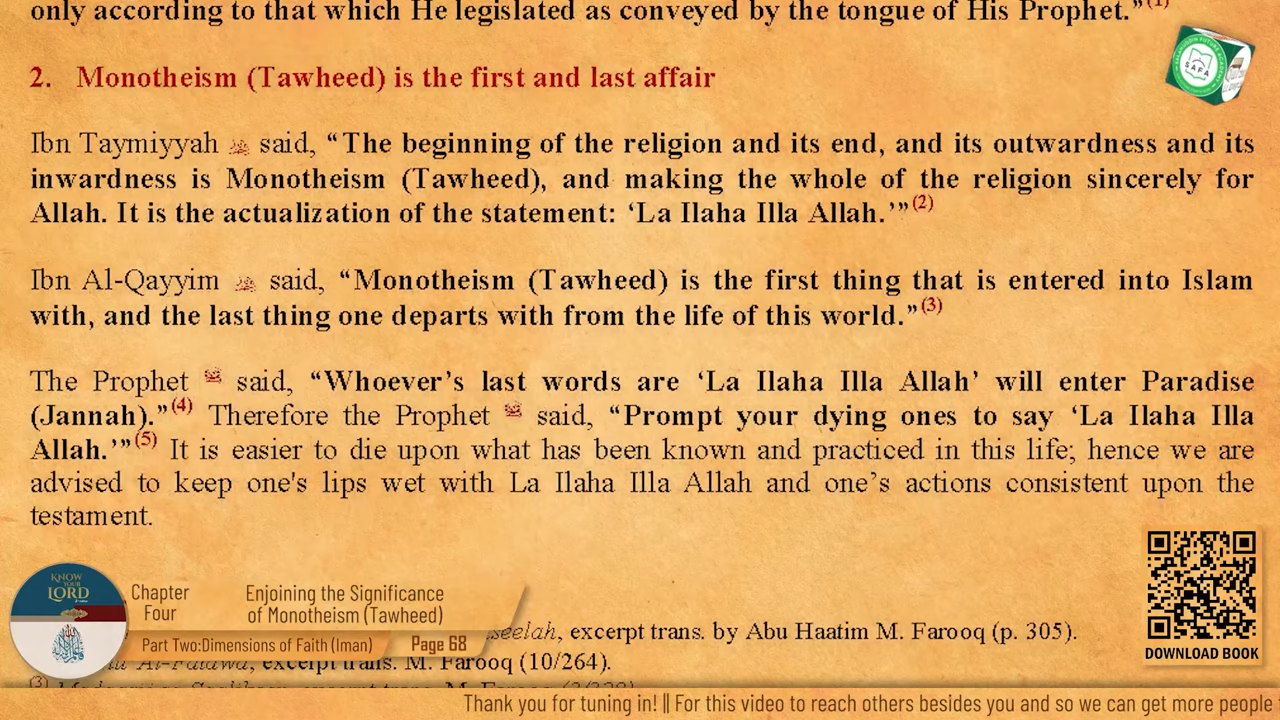 only according to that which He legislated as conveyed by the tongue of His Prophet.”(1)
2. Monotheism (Tawheed) is the first and last affair
Ibn Taymiyyah said, “The beginning of the religion and its end, and its outwardness and its
inwardness is Monotheism (Tawheed), and making the whole of the religion sincerely for
Allah. It is the actualization of the statement: ‘La Ilaha Illa Allah.’”(2)
Ibn Al-Qayyim said, “Monotheism (Tawheed) is the first thing that is entered into Islam
with, and the last thing one departs with from the life of this world.”(3)
The Prophet ﷺ said, “Whoever’s last words are ‘La Ilaha Illa Allah’ will enter Paradise
(Jannah).”(4) Therefore the Prophet ﷺ said, “Prompt your dying ones to say ‘La Ilaha Illa
Allah.’”(5) It is easier to die upon what has been known and practiced in this life; hence we are
advised to keep one's lips wet with La Ilaha Illa Allah and one’s actions consistent upon the
testament.
KNOW
YOUR
LORD
Chapter
Four
Enjoining the Significance
of Monotheism (Tawheed)
Part Two:Dimensions of Faith (Iman)
Page 68
excerpt trans. by Abu Haatim M. Farooq (p. 305).
Al-Fatawa, excerpt trans. M. Farooq (10/264).
(3)
SAFA
DOWNLOAD BOOK
Thank you for tuning in! || For this video to reach others besides you and so we can get more people